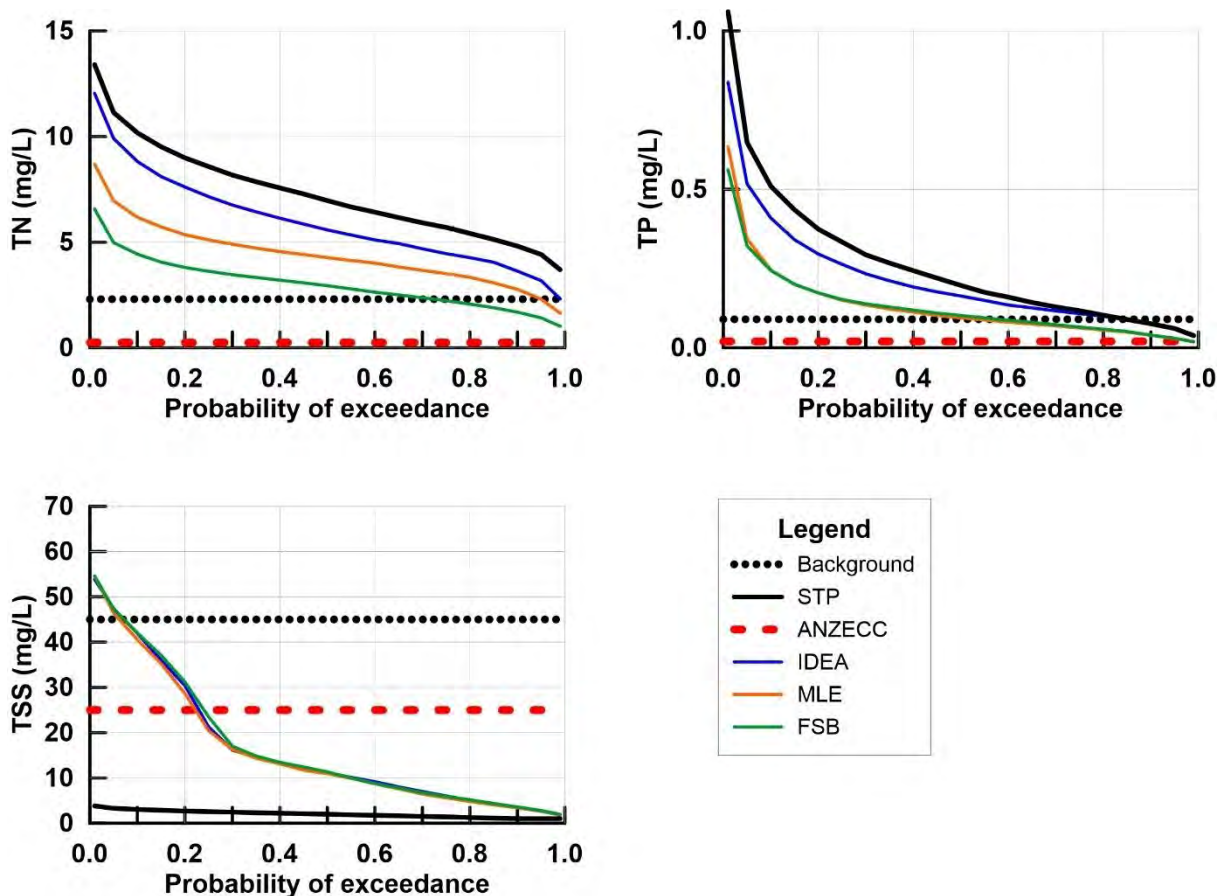 15
10
5
0
TN (mg/L)
0.0 0.2 0.4 0.6 0.8 1.0
Probability of exceedance
1.0
0.5
0.0
TP (mg/L)
0.0 0.2 0.4 0.6 0.8 1.0
Probability of exceedance
70
60
50
40
30
20
10
0
TSS (mg/L)
0.0 0.2 0.4 0.6 0.8 1.0
Probability of exceedance
Legend
Background
STP
ANZECC
IDEA
MLE
FSB